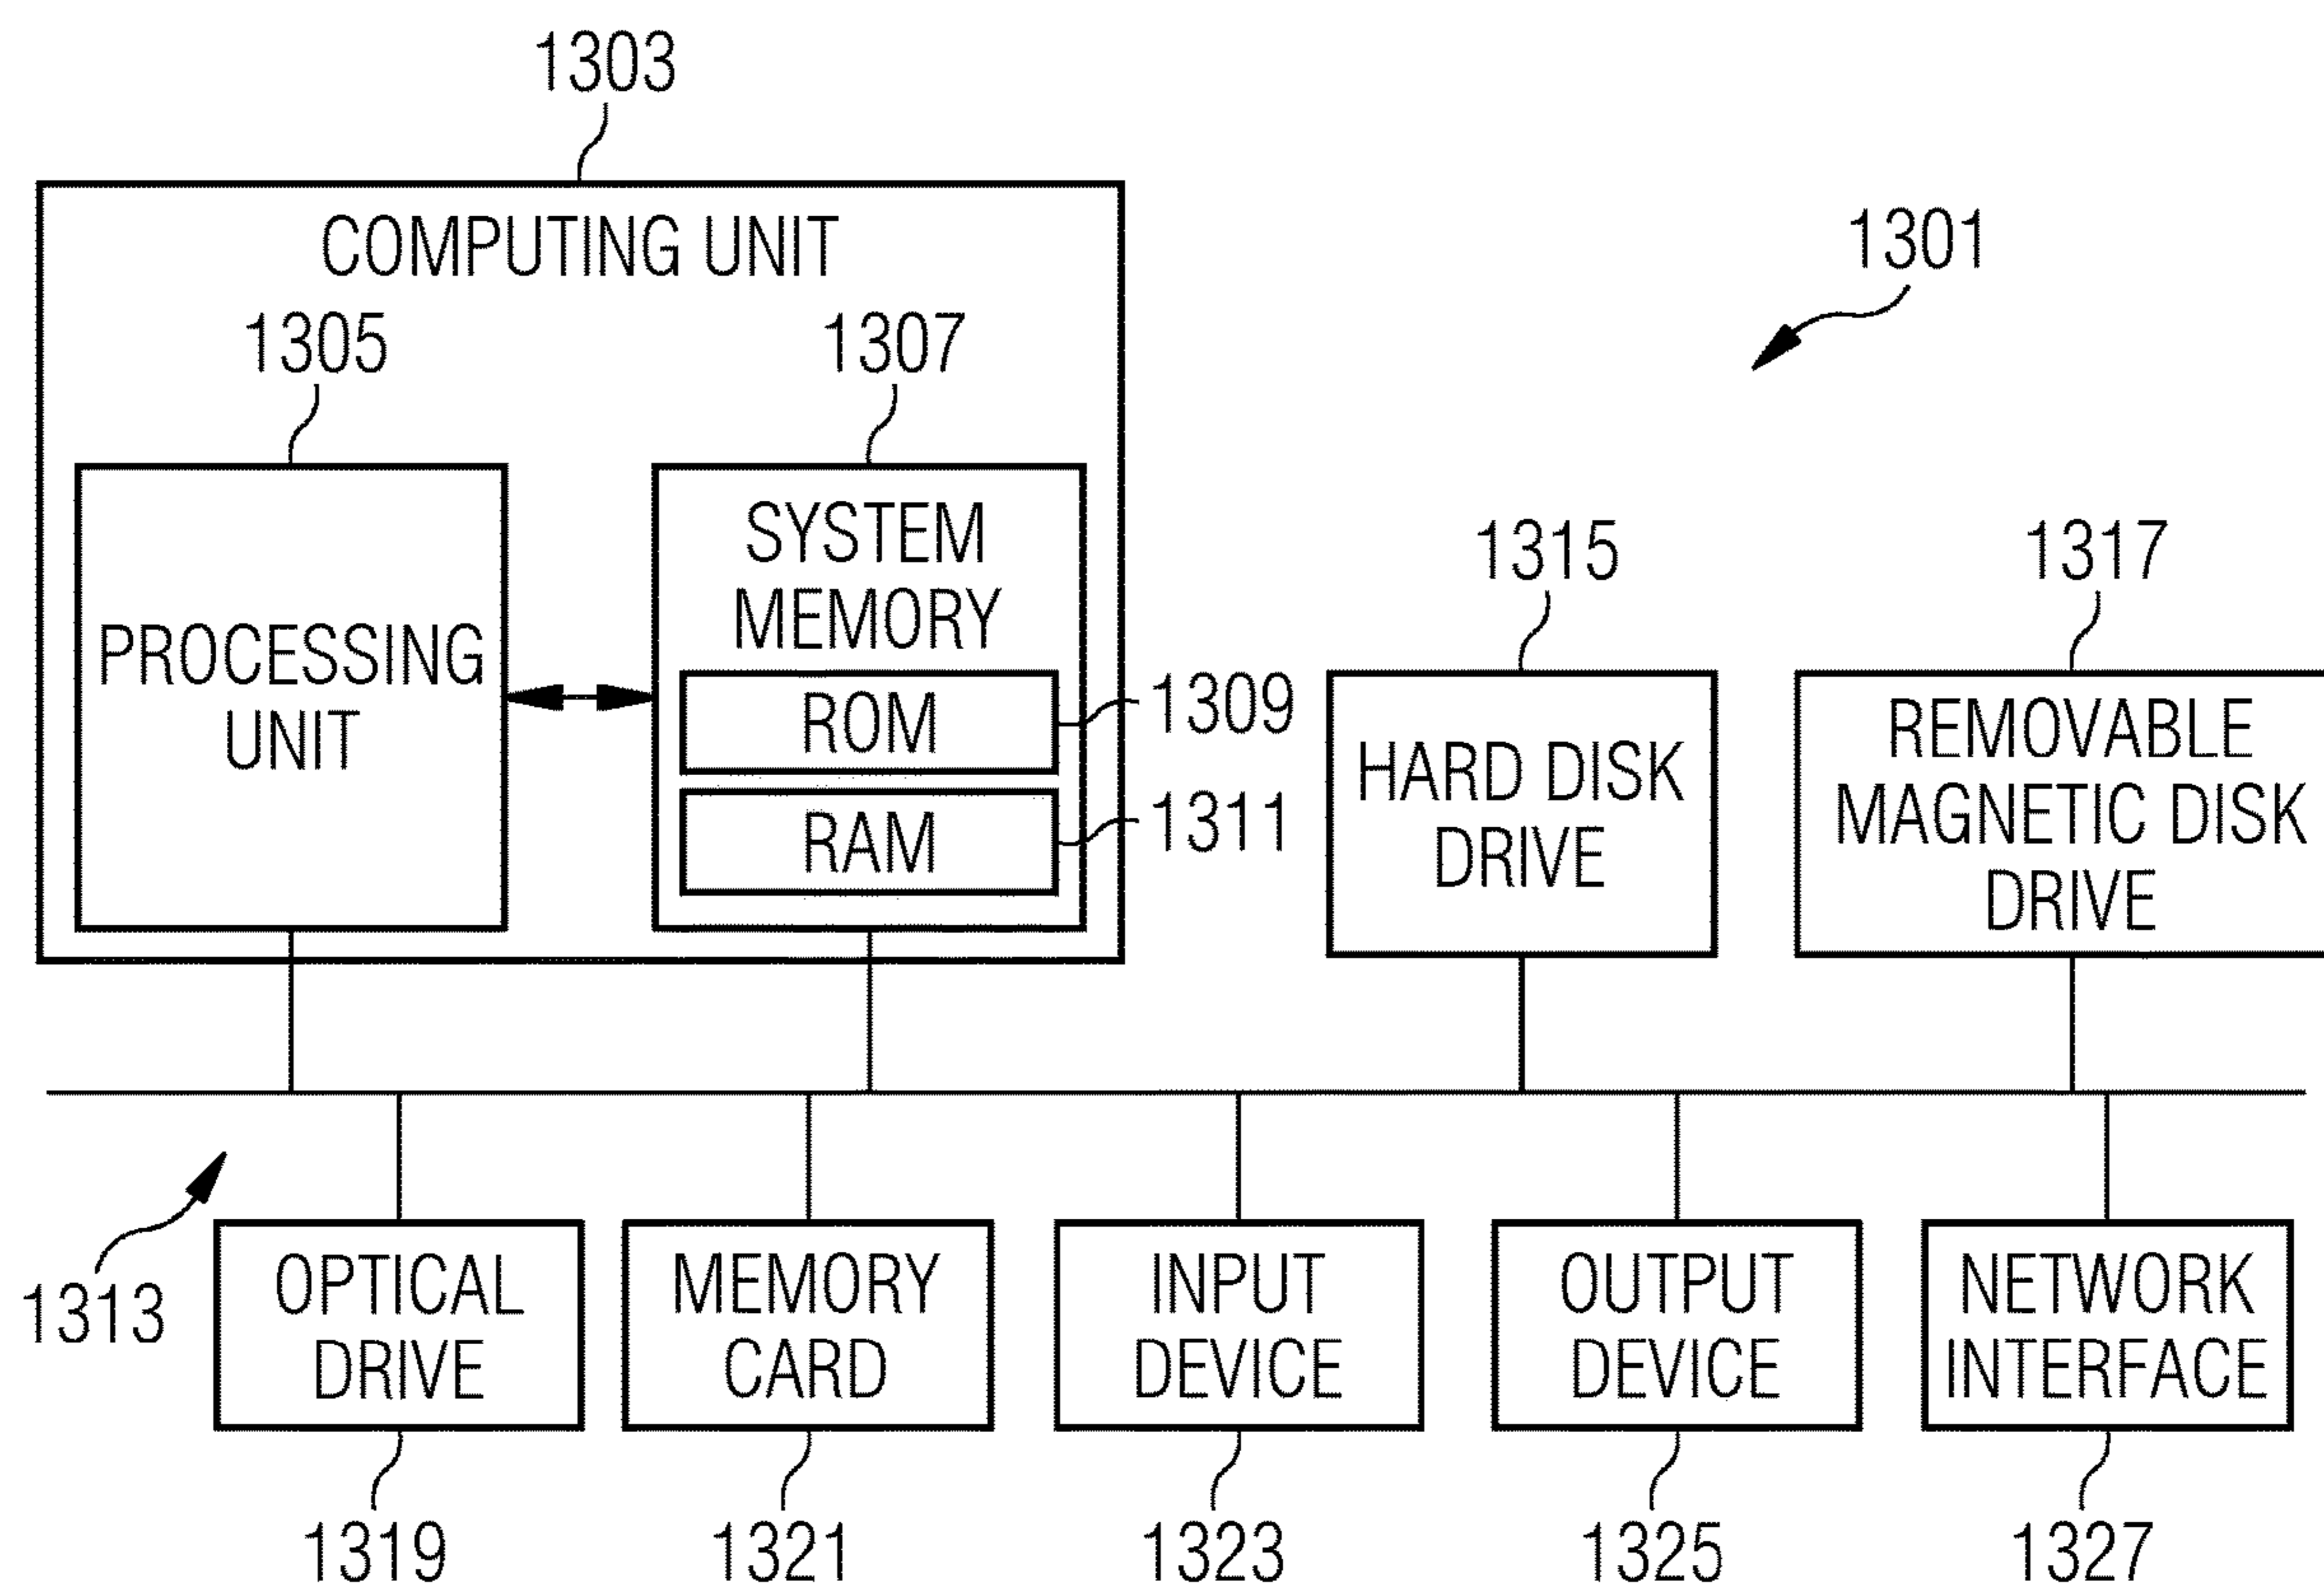 1303
COMPUTING UNIT
1301
1305
1307
PROCESSING
UNIT
SYSTEM
MEMORY
ROM
1309
RAM
1311
1315
HARD DISK
DRIVE
1317
REMOVABLE
MAGNETIC DISK
DRIVE
1313
OPTICAL
DRIVE
1319
MEMORY
CARD
1321
INPUT
DEVICE
1323
OUTPUT
DEVICE
1325
NETWORK
INTERFACE
1327